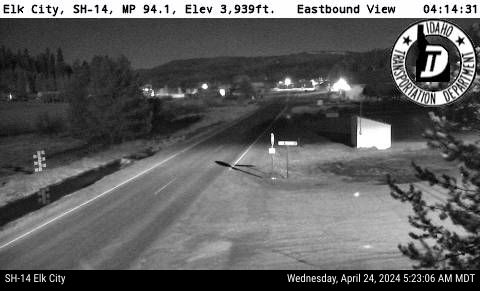 Elk City, SH-14, MP 94.1, Elev 3,939ft. Eastbound View 04:14:31
IDAHO
TRANSPORTATION DEPARTMENT
SH-14 Elk City Wednesday, April 24, 2024 5:23:06 AM MDT